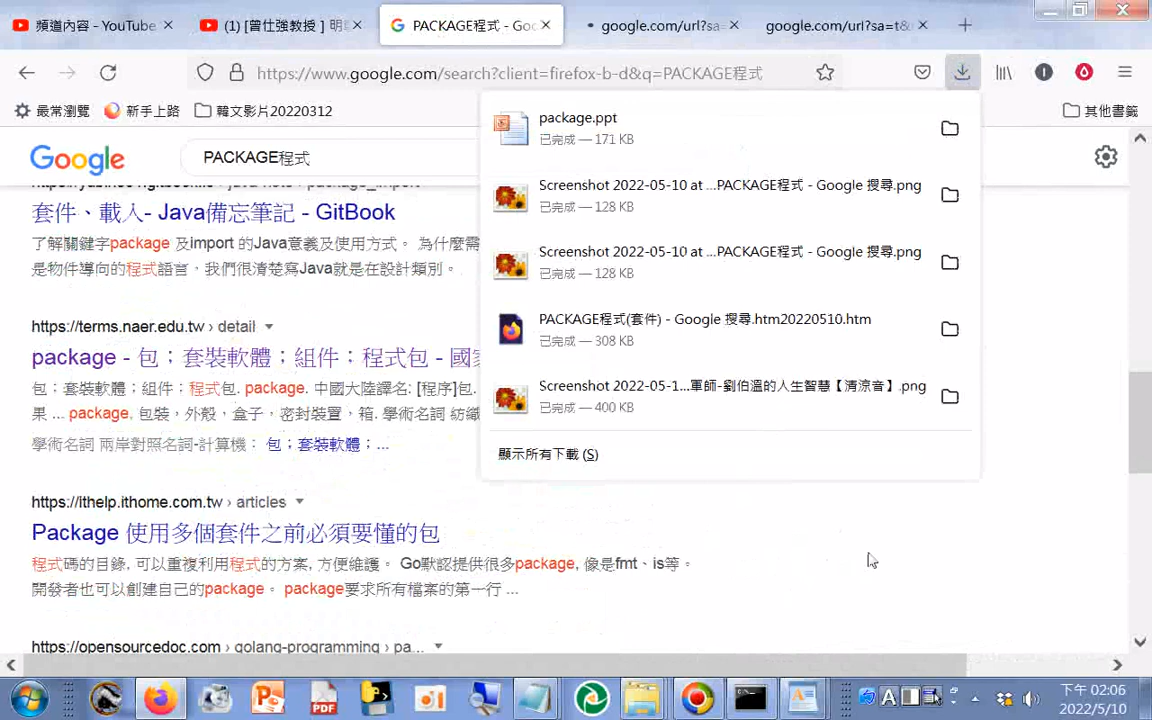 頻道內容 - YouTube
(1) [曾仕強教授 ] 明
PACKAGE程式 - Goo
google.com/url?sa=
google.com/url?sa=t&
https://www.google.com/search?client=firefox-b-d&q=PACKAGE程式
最常瀏覽
新手上路
韓文影片20220312
其他書籤
Google
PACKAGE程式
套件、載入- Java備忘筆記 - GitBook
了解關鍵字package 及import 的Java意義及使用方式。 為什麼需
是物件導向的程式語言，我們很清楚寫Java就是在設計類別。
https://terms.naer.edu.tw › detail
package - 包；套裝軟體；組件；程式包 - 國
包；套裝軟體；組件；程式包. package. 中國大陸譯名: [程序]包.
果 ... package. 包裝，外殼，盒子，密封裝置，箱. 學術名詞 紡織
學術名詞 兩岸對照名詞-計算機： 包；套裝軟體；...
https://ithelp.ithome.com.tw › articles
Package 使用多個套件之前必須要懂的包
程式碼的目錄, 可以重複利用程式的方案, 方便維護。 Go默認提供很多package, 像是fmt、is等。
開發者也可以創建自己的package。 package要求所有檔案的第一行 ...
https://opensourcedoc.com › golang-programming › pa...
package.ppt
已完成 — 171 KB
Screenshot 2022-05-10 at ...PACKAGE程式 - Google 搜尋.png
已完成 — 128 KB
Screenshot 2022-05-10 at ...PACKAGE程式 - Google 搜尋.png
已完成 — 128 KB
PACKAGE程式(套件) - Google 搜尋.htm20220510.htm
已完成 — 308 KB
Screenshot 2022-05-1...軍師-劉伯溫的人生智慧【清涼音】.png
已完成 — 400 KB
顯示所有下載 (S)
PDF
A
下午 02:06
2022/5/10